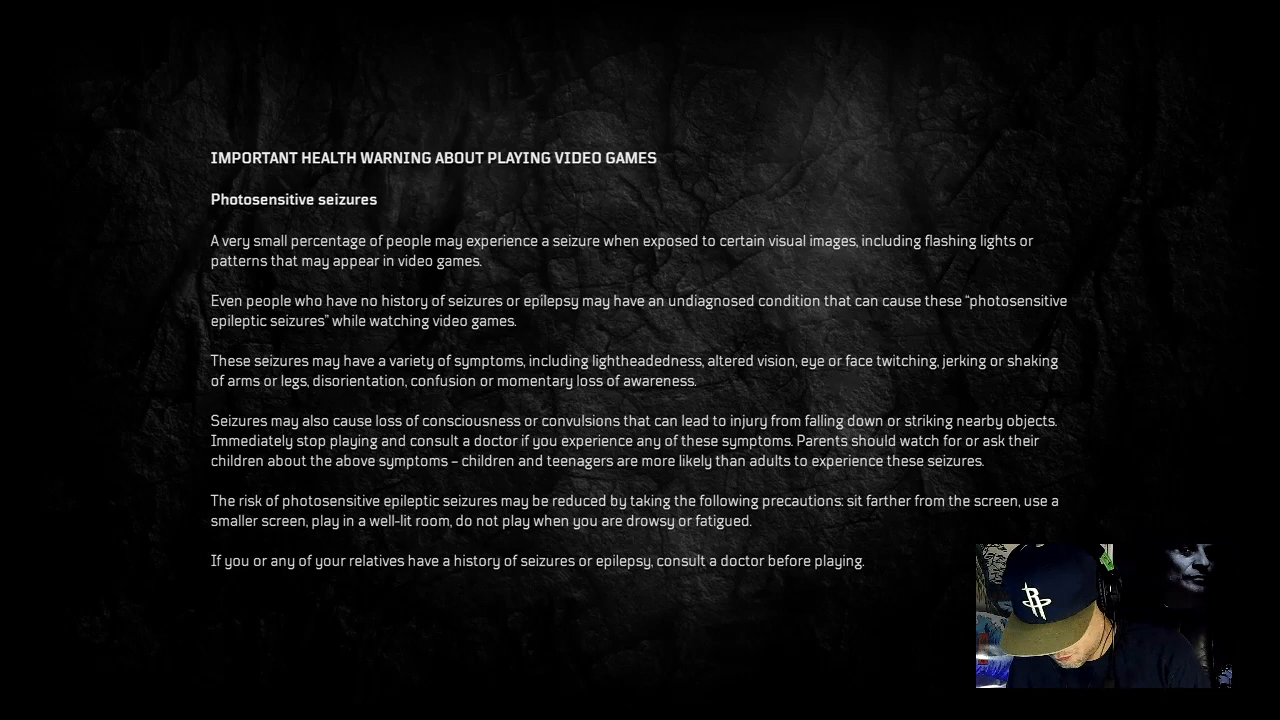 IMPORTANT HEALTH WARNING ABOUT PLAYING VIDEO GAMES
Photosensitive seizures
A very small percentage of people may experience a seizure when exposed to certain visual images, including flashing lights or
patterns that may appear in video games.
Even people who have no history of seizures or epilepsy may have an undiagnosed condition that can cause these “photosensitive
epileptic seizures” while watching video games.
These seizures may have a variety of symptoms, including lightheadedness, altered vision, eye or face twitching, jerking or shaking
of arms or legs, disorientation, confusion or momentary loss of awareness.
Seizures may also cause loss of consciousness or convulsions that can lead to injury from falling down or striking nearby objects.
Immediately stop playing and consult a doctor if you experience any of these symptoms. Parents should watch for or ask their
children about the above symptoms – children and teenagers are more likely than adults to experience these seizures.
The risk of photosensitive epileptic seizures may be reduced by taking the following precautions: sit farther from the screen, use a
smaller screen, play in a well-lit room, do not play when you are drowsy or fatigued.
If you or any of your relatives have a history of seizures or epilepsy, consult a doctor before playing.
R